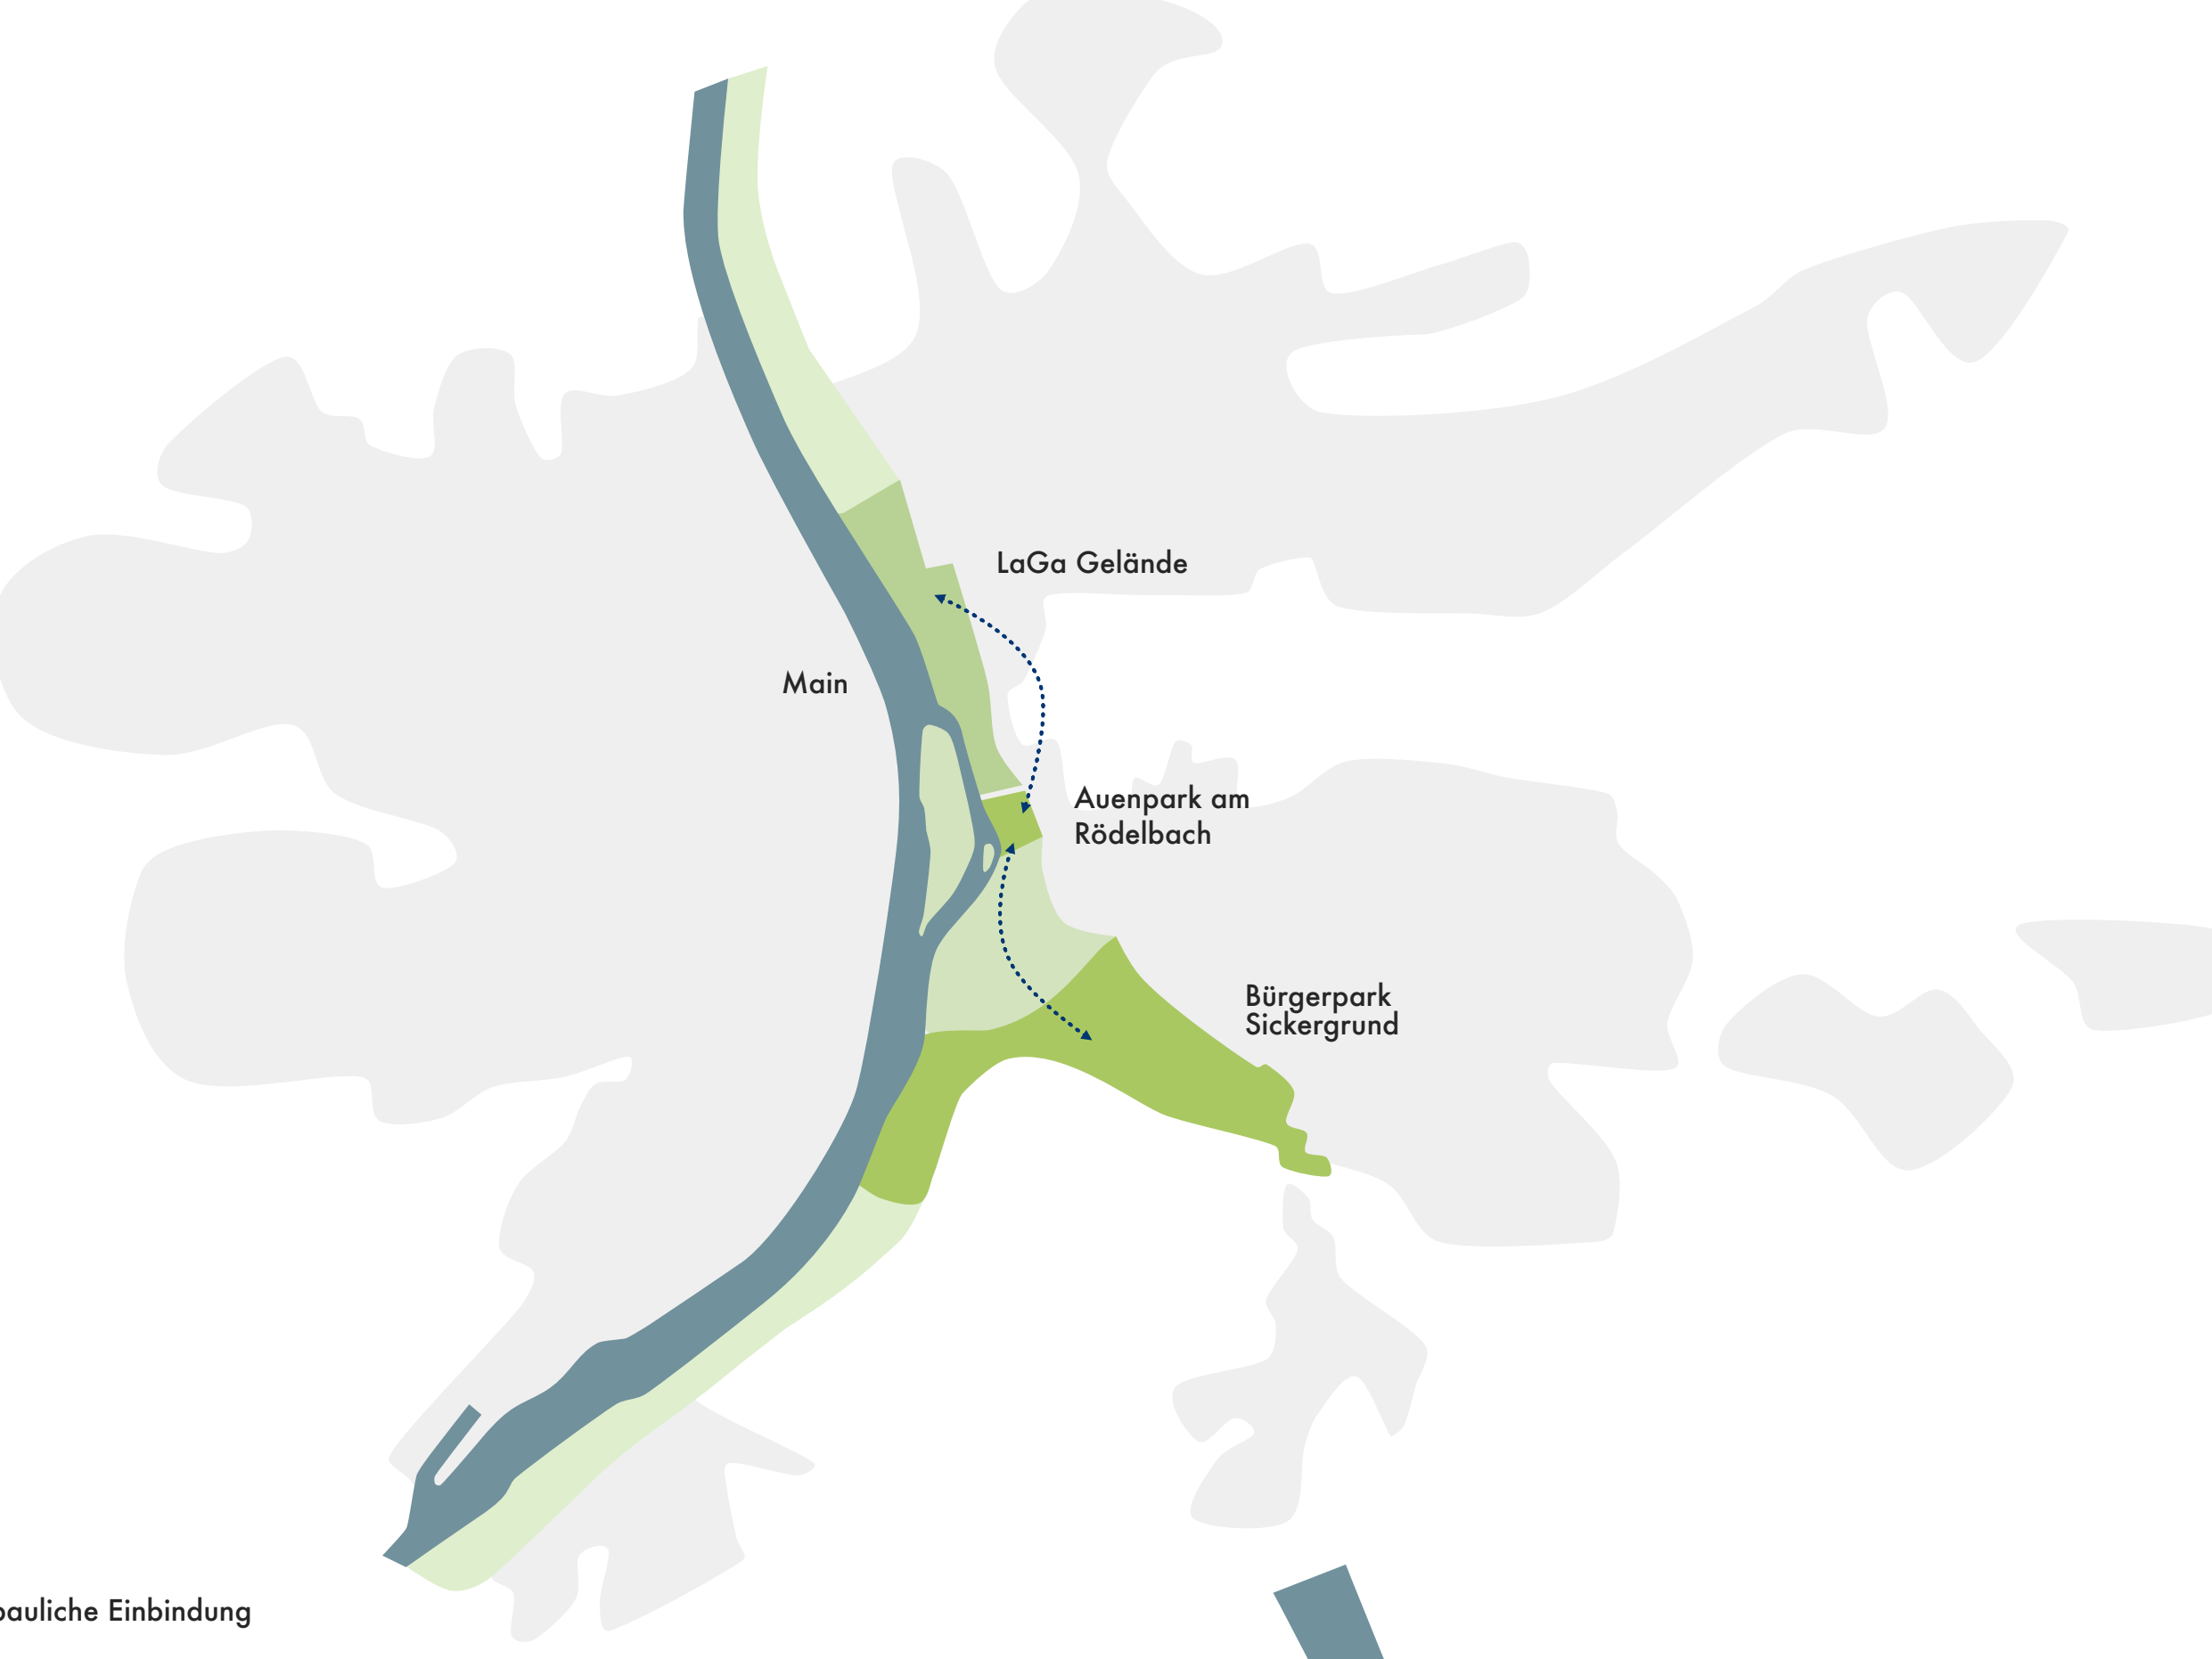 LaGa Gelände
Main
Auenpark am
Rödelbach
Bürgerpark
Sickergrund
bauliche Einbindung